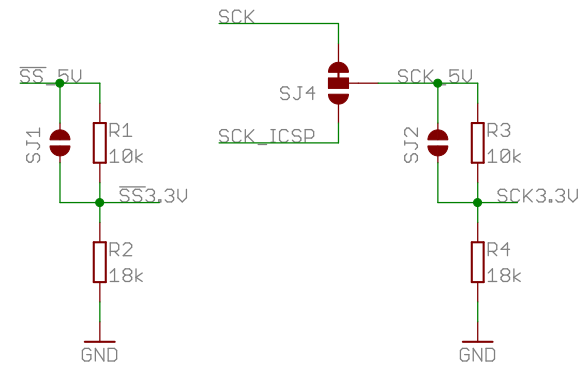 SCK
SS_5V
SCK_5V
SJ4
SJ1
R1
10k
SCK_ICSP
SJ2
R3
10k
SS3.3V
SCK3.3V
R2
18k
R4
18k
GND
GND